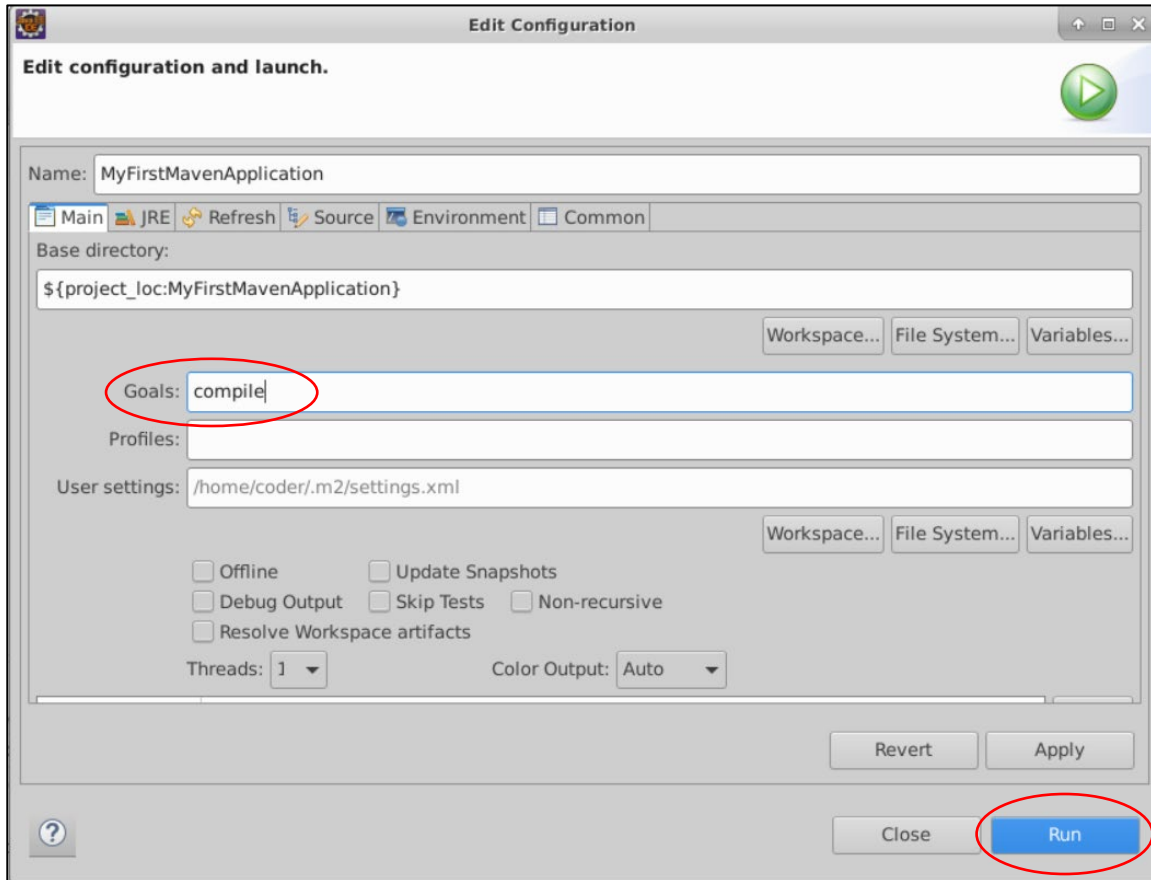 Edit Configuration
Edit configuration and launch.
Name: MyFirstMavenApplication
Main JRE Refresh Source Environment Common
Base directory:
${project_loc:MyFirstMavenApplication}
Workspace... File System... Variables...
Goals: compile
Profiles:
User settings: /home/coder/.m2/settings.xml
Workspace... File System... Variables...
Offline Update Snapshots
Debug Output Skip Tests Non-recursive
Resolve Workspace artifacts
Threads: 1 Color Output: Auto
Revert Apply
? Close Run